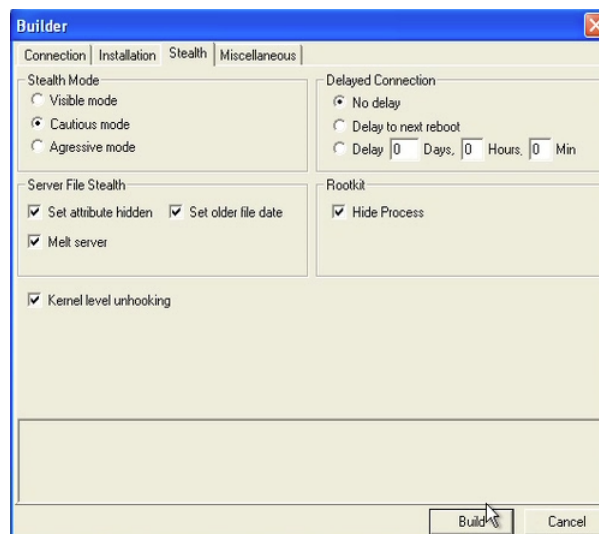 Builder
Connection Installation Stealth Miscellaneous
Stealth Mode
Visible mode
Cautious mode
Agressive mode
Delayed Connection
No delay
Delay to next reboot
Delay 0 Days, 0 Hours, 0 Min
Server File Stealth
Set attribute hidden Set older file date
Melt server
Rootkit
Hide Process
Kernel level unhooking
Build Cancel